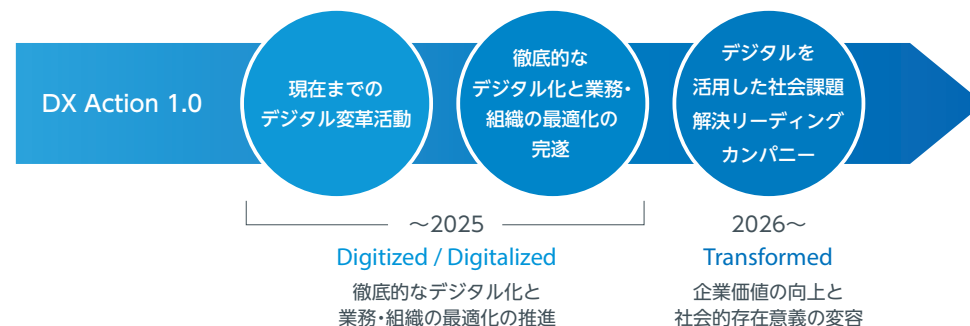 DX Action 1.0
現在までの
デジタル変革活動
徹底的な
デジタル化と業務・
組織の最適化の
完遂
デジタルを
活用した社会課題
解決リーディング
カンパニー
〜2025
Digitized / Digitalized
徹底的なデジタル化と
業務・組織の最適化の推進
2026〜
Transformed
企業価値の向上と
社会的存在意義の変容